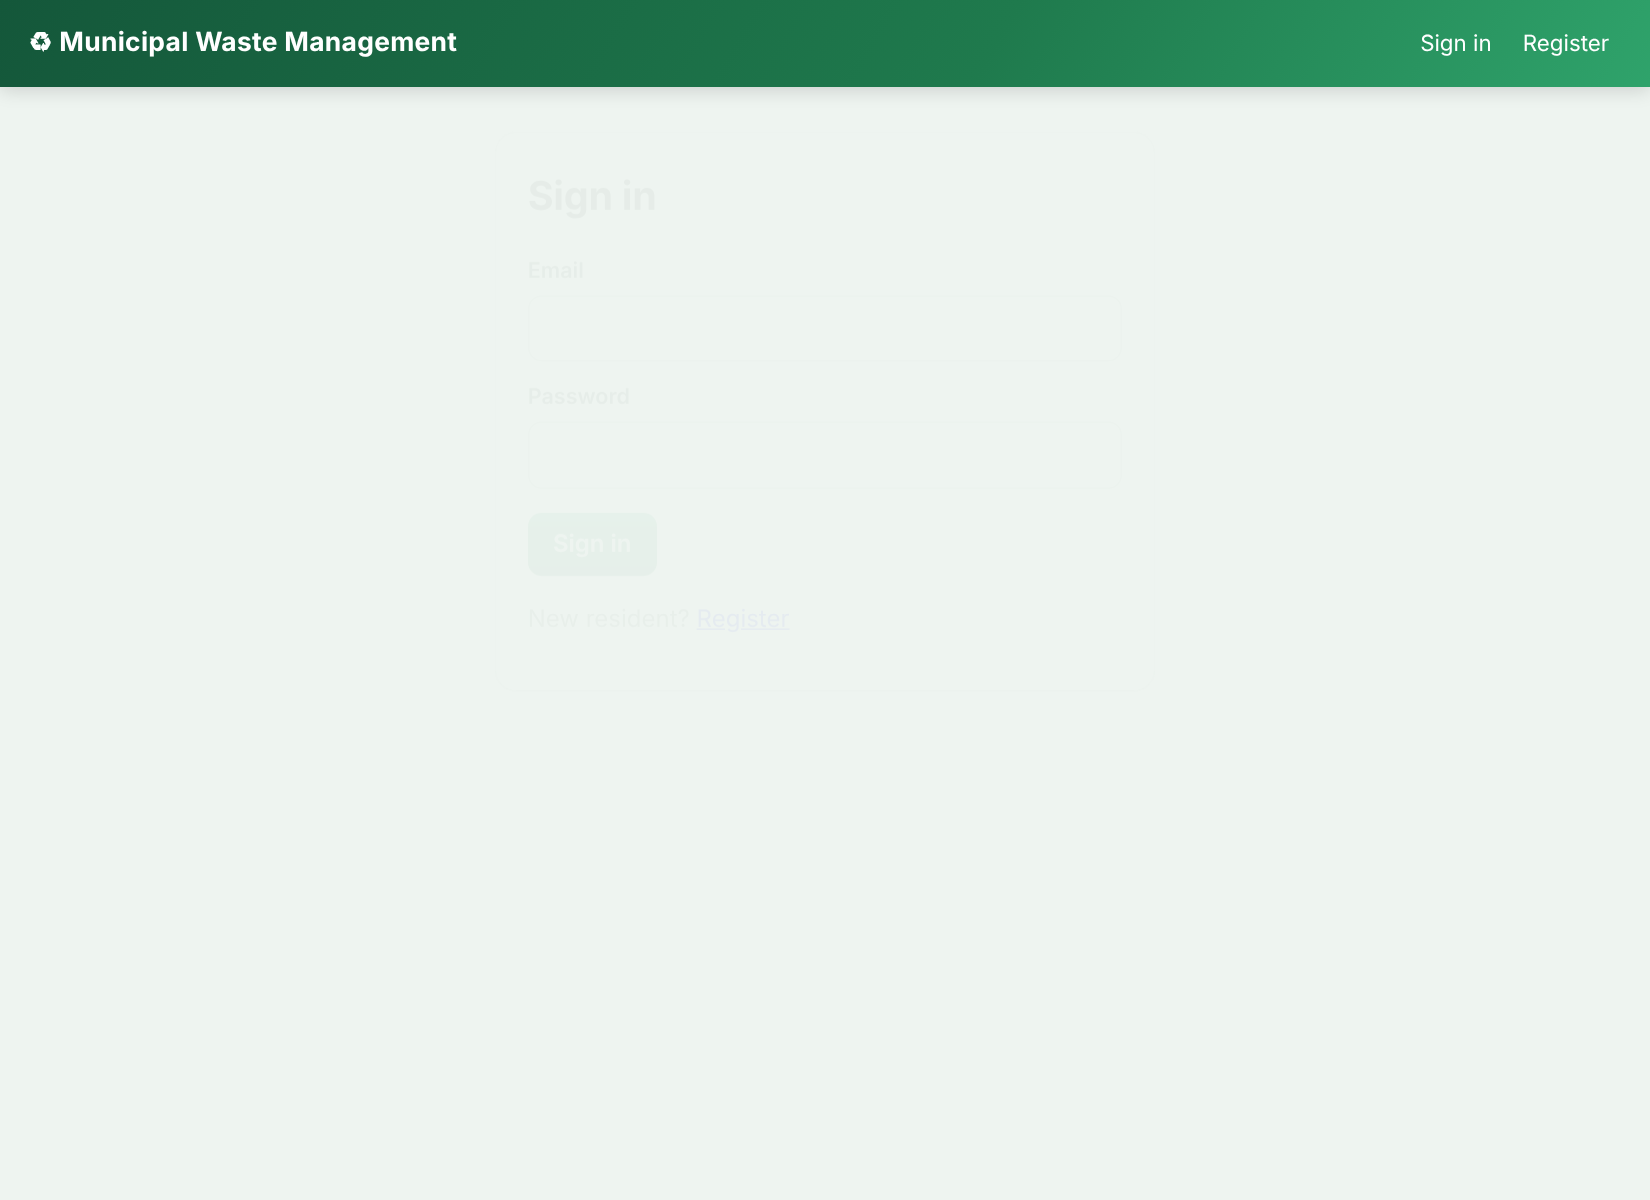 ♻ Municipal Waste Management
Sign in Register
Sign in
Email
Password
Sign in
New resident? Register